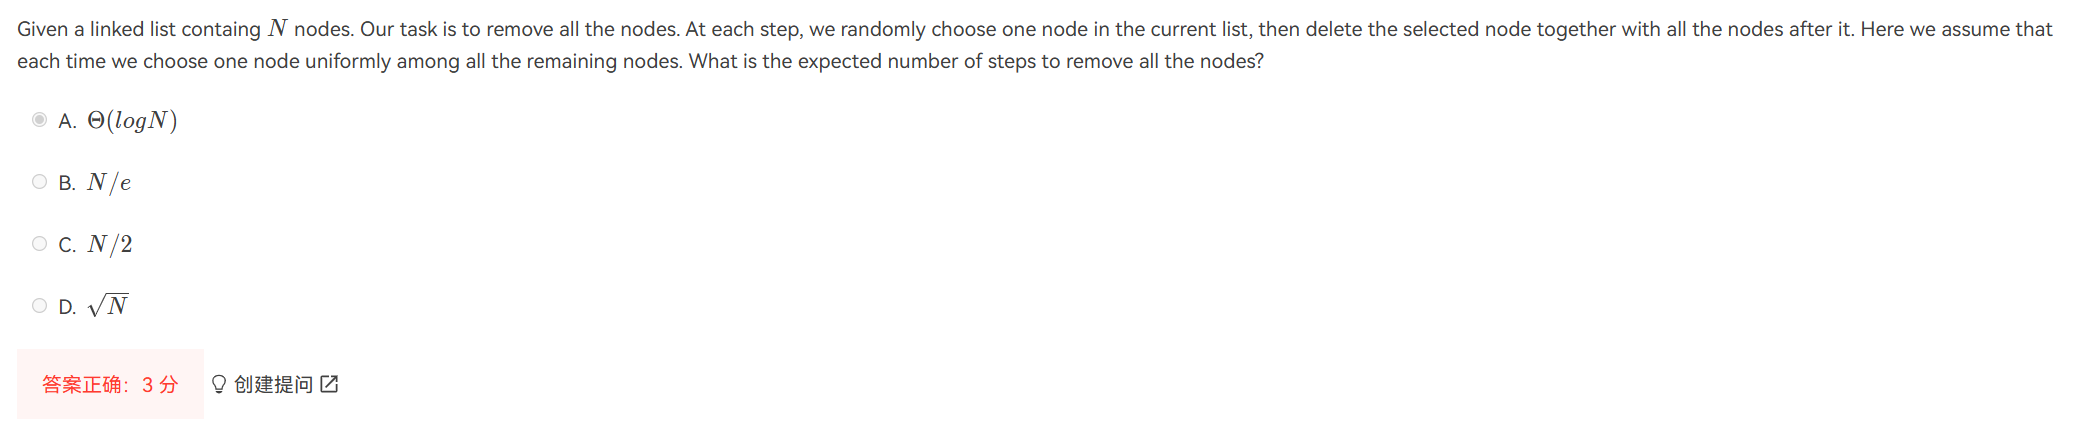 Given a linked list containg N nodes. Our task is to remove all the nodes. At each step, we randomly choose one node in the current list, then delete the selected node together with all the nodes after it. Here we assume that
each time we choose one node uniformly among all the remaining nodes. What is the expected number of steps to remove all the nodes?
A. Θ(logN)
B. N/e
C. N/2
D. √N
答案正确：3 分 创建提问